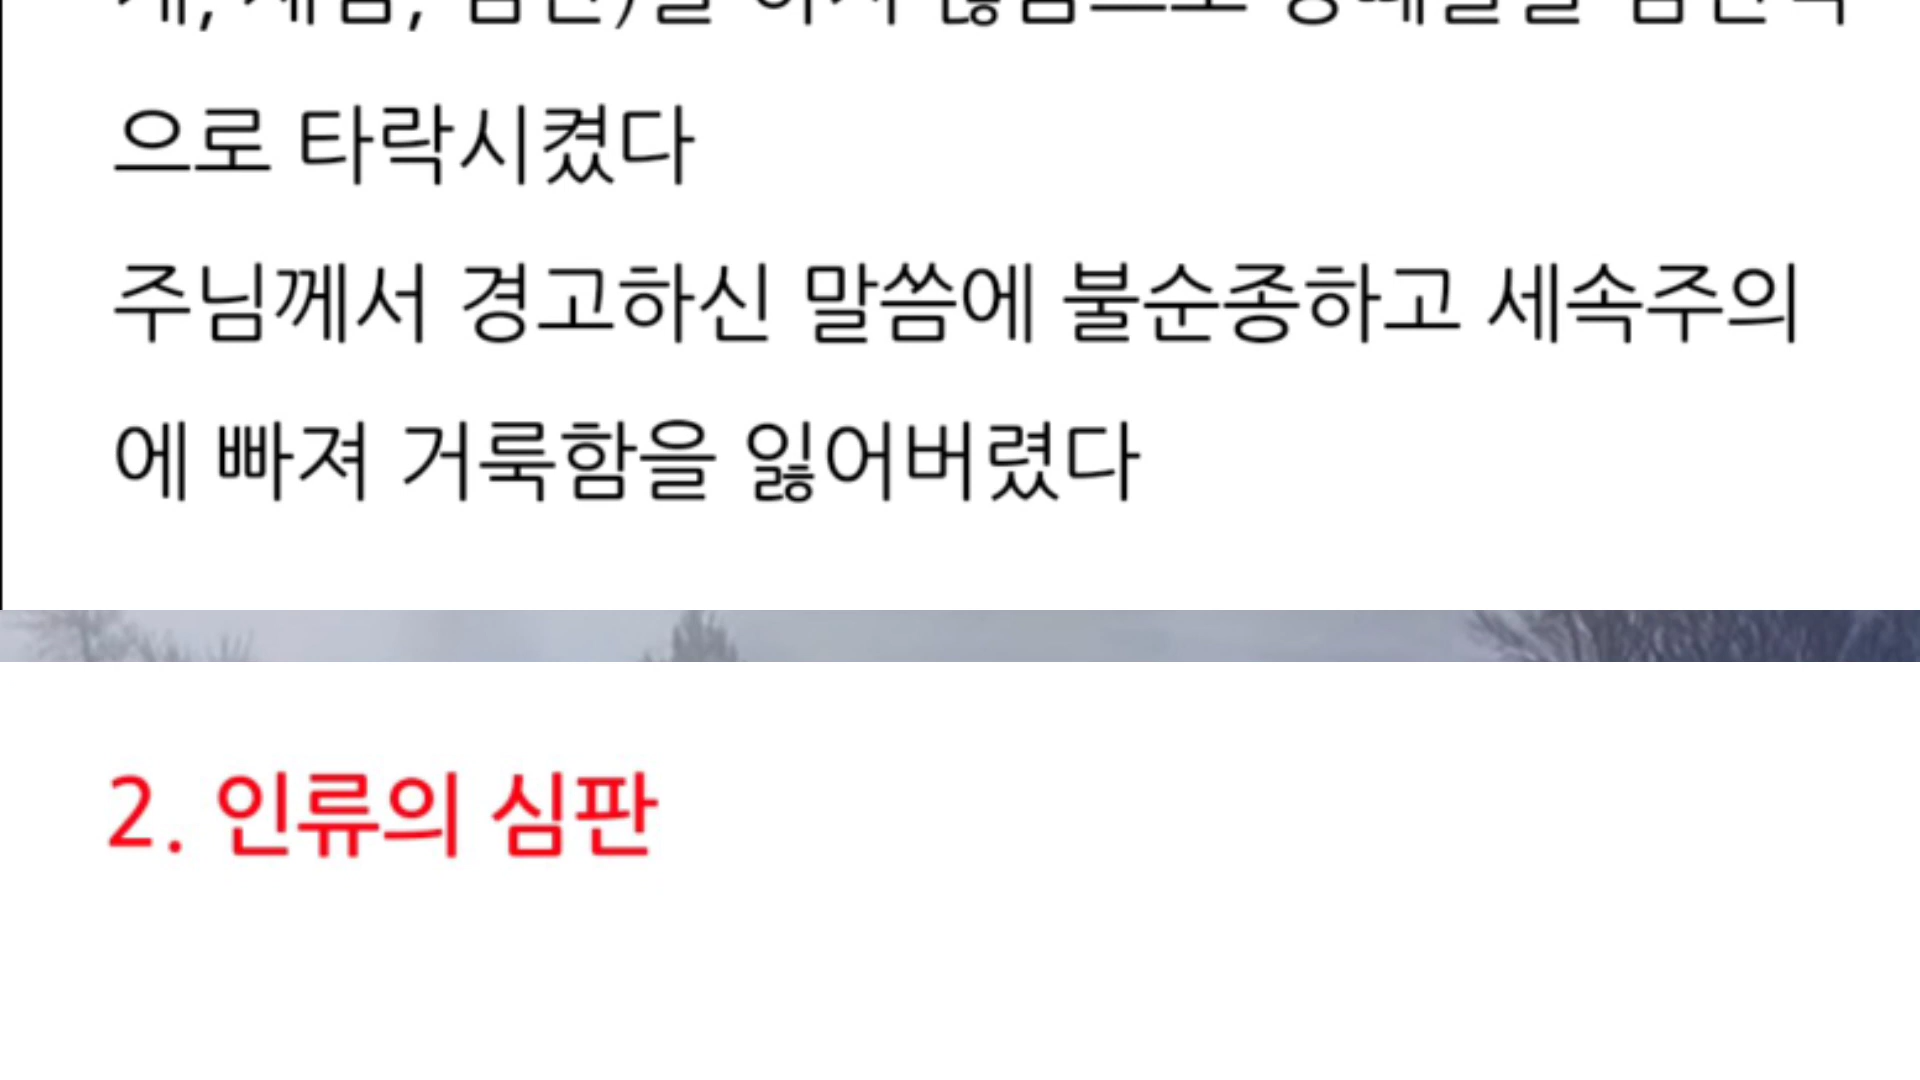 으로 타락시켰다
주님께서 경고하신 말씀에 불순종하고 세속주의
에 빠져 거룩함을 잃어버렸다
2. 인류의 심판